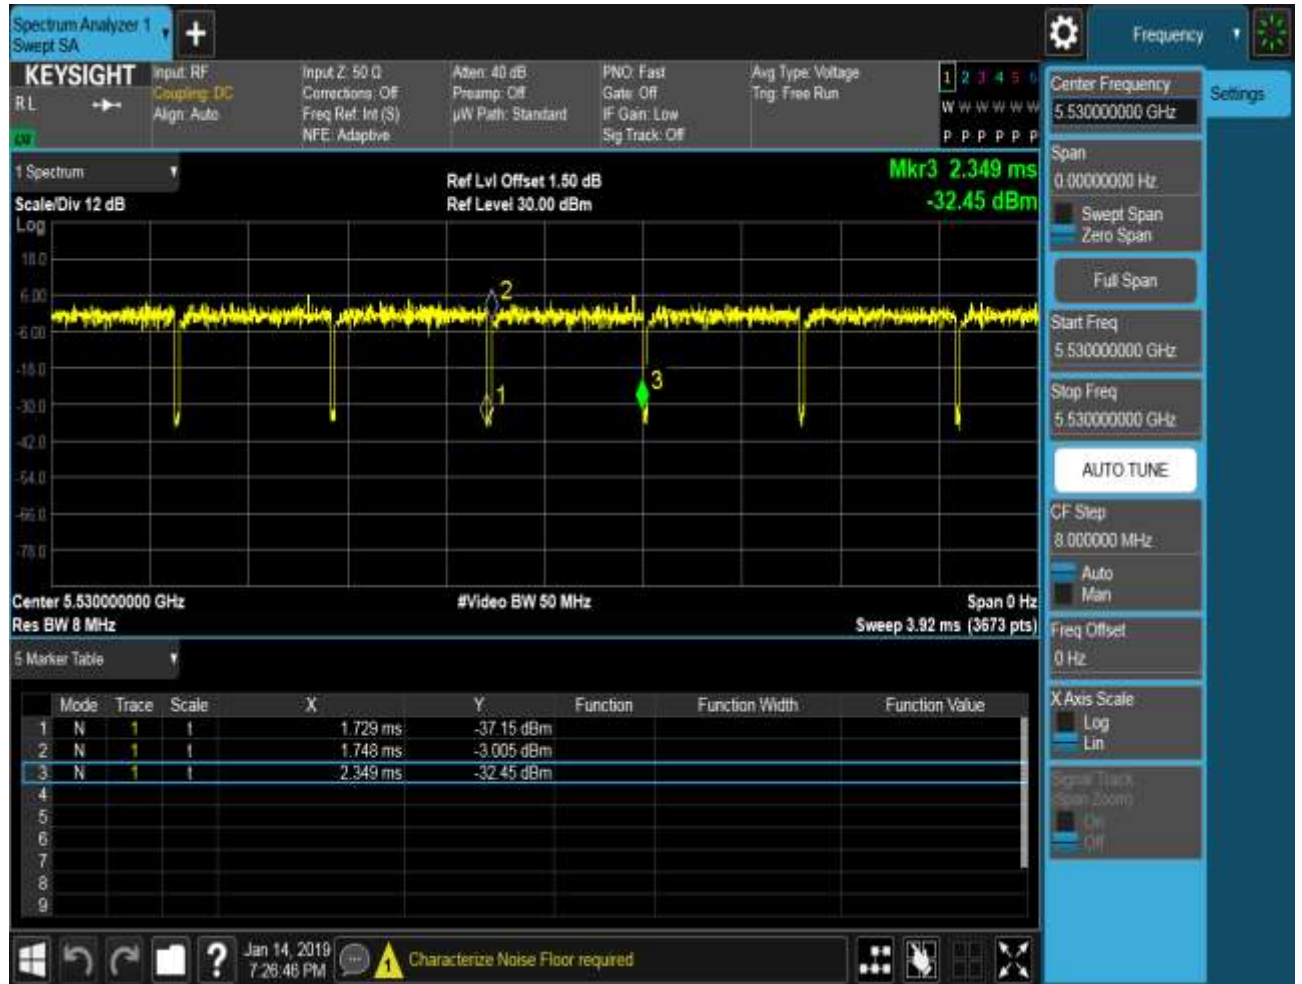 Spectrum Analyzer 1
Swept SA
Frequency
KEYSIGHT
RL
Input: RF
Coupling: DC
Align: Auto
Input Z: 50 Ω
Corrections: Off
Freq Ref: Int (S)
NFE: Adaptive
Atten: 40 dB
Preamp: Off
µW Path: Standard
PNO: Fast
Gate: Off
IF Gain: Low
Sig Track: Off
Avg Type: Voltage
Trig: Free Run
1 2 3 4 5 6
W W W W W W
P P P P P P
Center Frequency
5.530000000 GHz
Settings
Span
0.00000000 Hz
Swept Span
Zero Span
Full Span
Start Freq
5.530000000 GHz
Stop Freq
5.530000000 GHz
AUTO TUNE
CF Step
8.000000 MHz
Auto
Man
Freq Offset
0 Hz
X Axis Scale
Log
Lin
Signal Track
(Span Zoom)
On
Off
1 Spectrum
Scale/Div 12 dB
Ref Lvl Offset 1.50 dB
Ref Level 30.00 dBm
Mkr3 2.349 ms
-32.45 dBm
Log
18.0
6.00
-6.00
-18.0
-30.0
-42.0
-54.0
-66.0
-78.0
2
1
3
Center 5.530000000 GHz
#Video BW 50 MHz
Span 0 Hz
Res BW 8 MHz
Sweep 3.92 ms (3673 pts)
5 Marker Table
Mode Trace Scale X Y Function Function Width Function Value
1 N 1 t 1.729 ms -37.15 dBm
2 N 1 t 1.748 ms -3.005 dBm
3 N 1 t 2.349 ms -32.45 dBm
4
5
6
7
8
9
Jan 14, 2019
7:26:46 PM
Characterize Noise Floor required